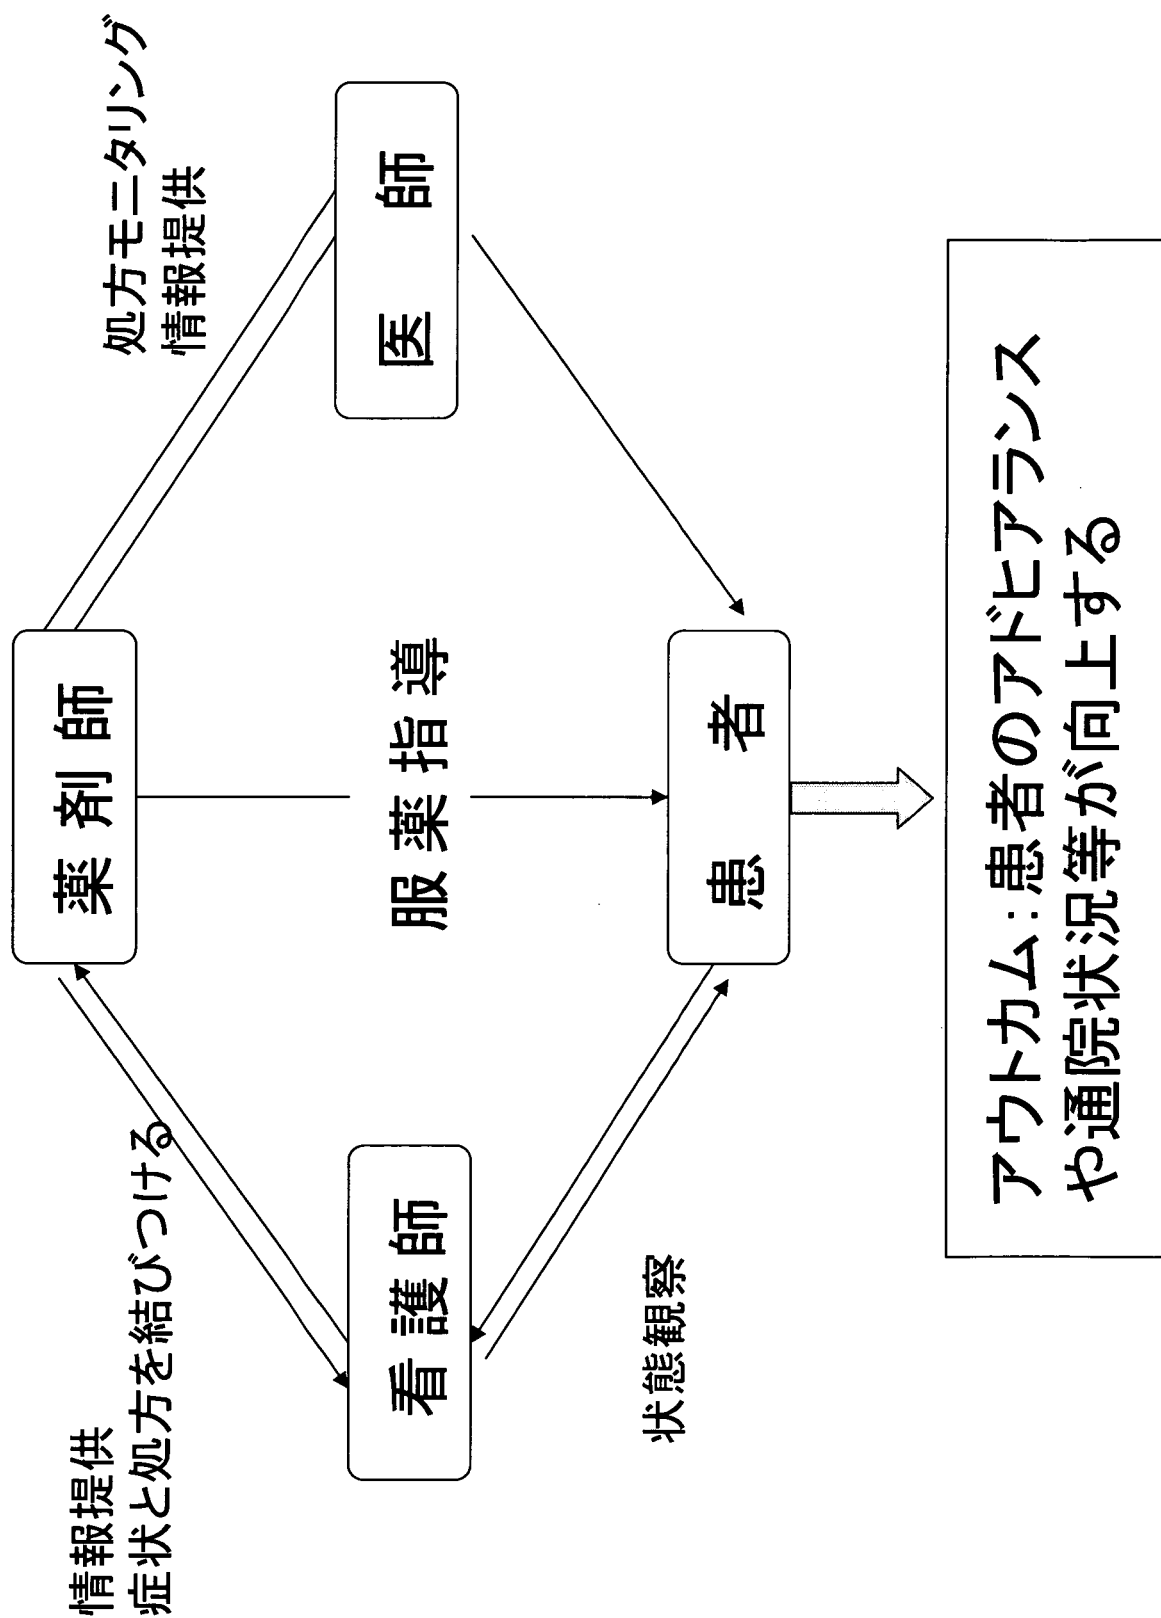 情報提供
症状と処方を結びつける
薬剤師
処方モニタリング
情報提供
看護師
服薬指導
医師
状態観察
患者
アウトカム：患者のアドヒアランス
や通院状況等が向上する